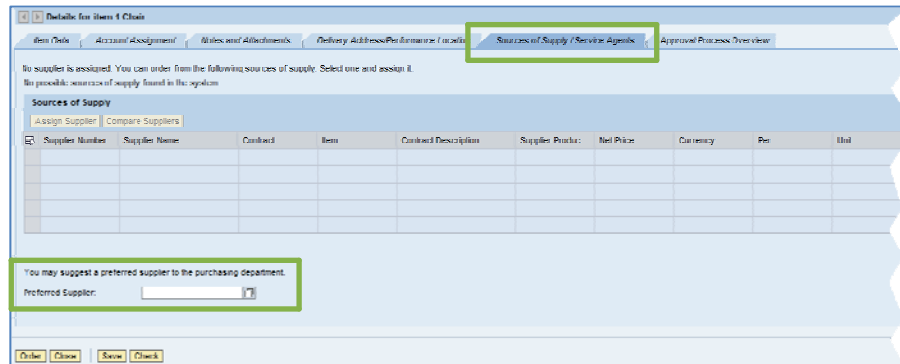 Details for item 1 Chair
Item Data Account Assignment Notes and Attachments Delivery Address/Performance Location Sources of Supply / Service Agents Approval Process Overview
No supplier is assigned. You can order from the following sources of supply. Select one and assign it.
No possible sources of supply found in the system
Sources of Supply
Assign Supplier Compare Suppliers
Supplier Number Supplier Name Contract Item Contract Description Supplier Produc Net Price Currency Per Unit
You may suggest a preferred supplier to the purchasing department.
Preferred Supplier:
Order Close Save Check